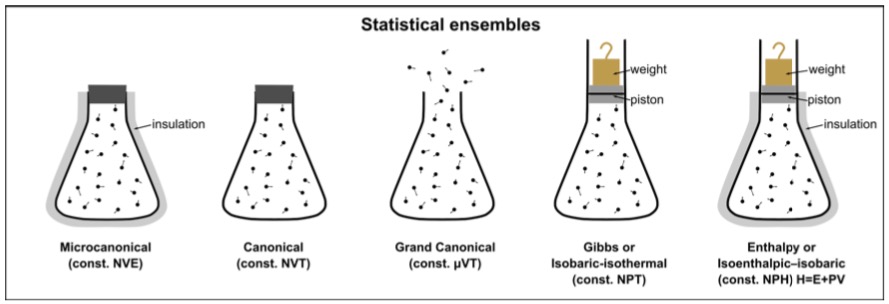 Statistical ensembles
insulation
weight
piston
weight
piston
insulation
Microcanonical
(const. NVE)
Canonical
(const. NVT)
Grand Canonical
(const. μVT)
Gibbs or
Isobaric-isothermal
(const. NPT)
Enthalpy or
Isoenthalpic–isobaric
(const. NPH) H=E+PV